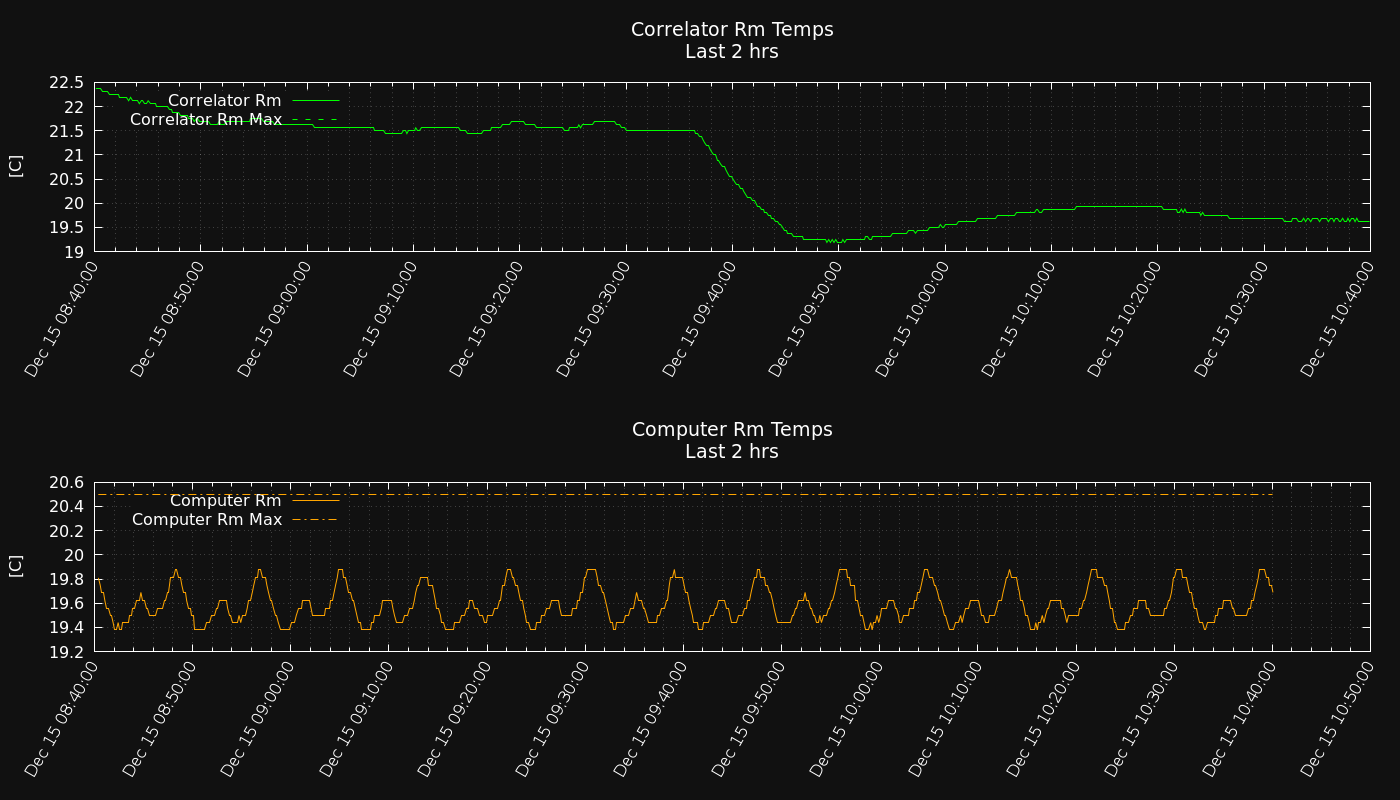 Correlator Rm Temps
Last 2 hrs
22.5
22
21.5
21
20.5
20
19.5
19
[C]
Correlator Rm
Correlator Rm Max
Dec 15 08:40:00
Dec 15 08:50:00
Dec 15 09:00:00
Dec 15 09:10:00
Dec 15 09:20:00
Dec 15 09:30:00
Dec 15 09:40:00
Dec 15 09:50:00
Dec 15 10:00:00
Dec 15 10:10:00
Dec 15 10:20:00
Dec 15 10:30:00
Dec 15 10:40:00
Computer Rm Temps
Last 2 hrs
20.6
20.4
20.2
20
19.8
19.6
19.4
19.2
[C]
Computer Rm
Computer Rm Max
Dec 15 08:40:00
Dec 15 08:50:00
Dec 15 09:00:00
Dec 15 09:10:00
Dec 15 09:20:00
Dec 15 09:30:00
Dec 15 09:40:00
Dec 15 09:50:00
Dec 15 10:00:00
Dec 15 10:10:00
Dec 15 10:20:00
Dec 15 10:30:00
Dec 15 10:40:00
Dec 15 10:50:00